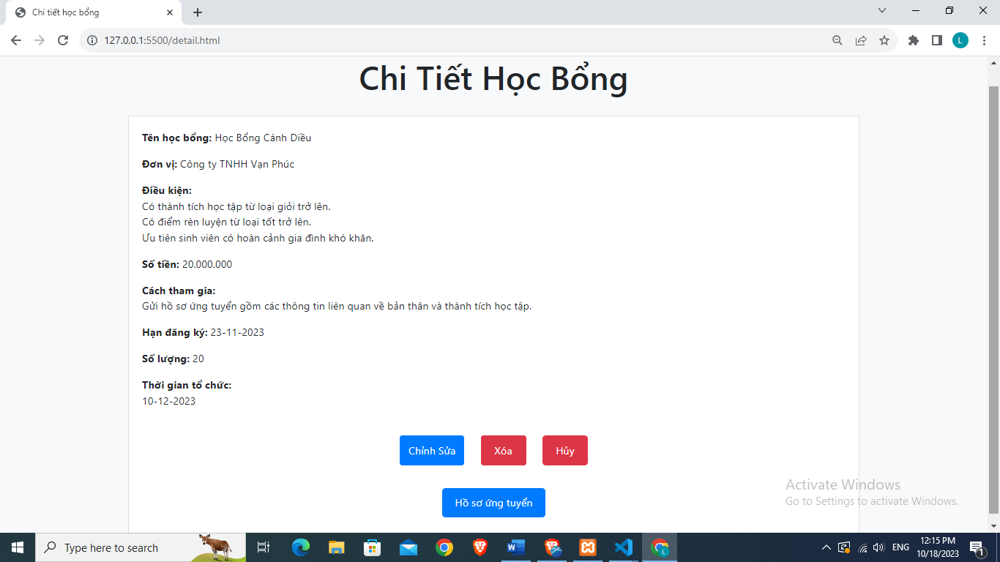 Chi tiết học bổng
127.0.0.1:5500/detail.html
L
Chi Tiết Học Bổng
Tên học bổng: Học Bổng Cánh Diều
Đơn vị: Công ty TNHH Vạn Phúc
Điều kiện:
Có thành tích học tập từ loại giỏi trở lên.
Có điểm rèn luyện từ loại tốt trở lên.
Ưu tiên sinh viên có hoàn cảnh gia đình khó khăn.
Số tiền: 20.000.000
Cách tham gia:
Gửi hồ sơ ứng tuyển gồm các thông tin liên quan về bản thân và thành tích học tập.
Hạn đăng ký: 23-11-2023
Số lượng: 20
Thời gian tổ chức:
10-12-2023
Chỉnh Sửa Xóa Hủy
Hồ sơ ứng tuyển
Activate Windows
Go to Settings to activate Windows.
Type here to search
W
L
ENG
12:15 PM
10/18/2023
1